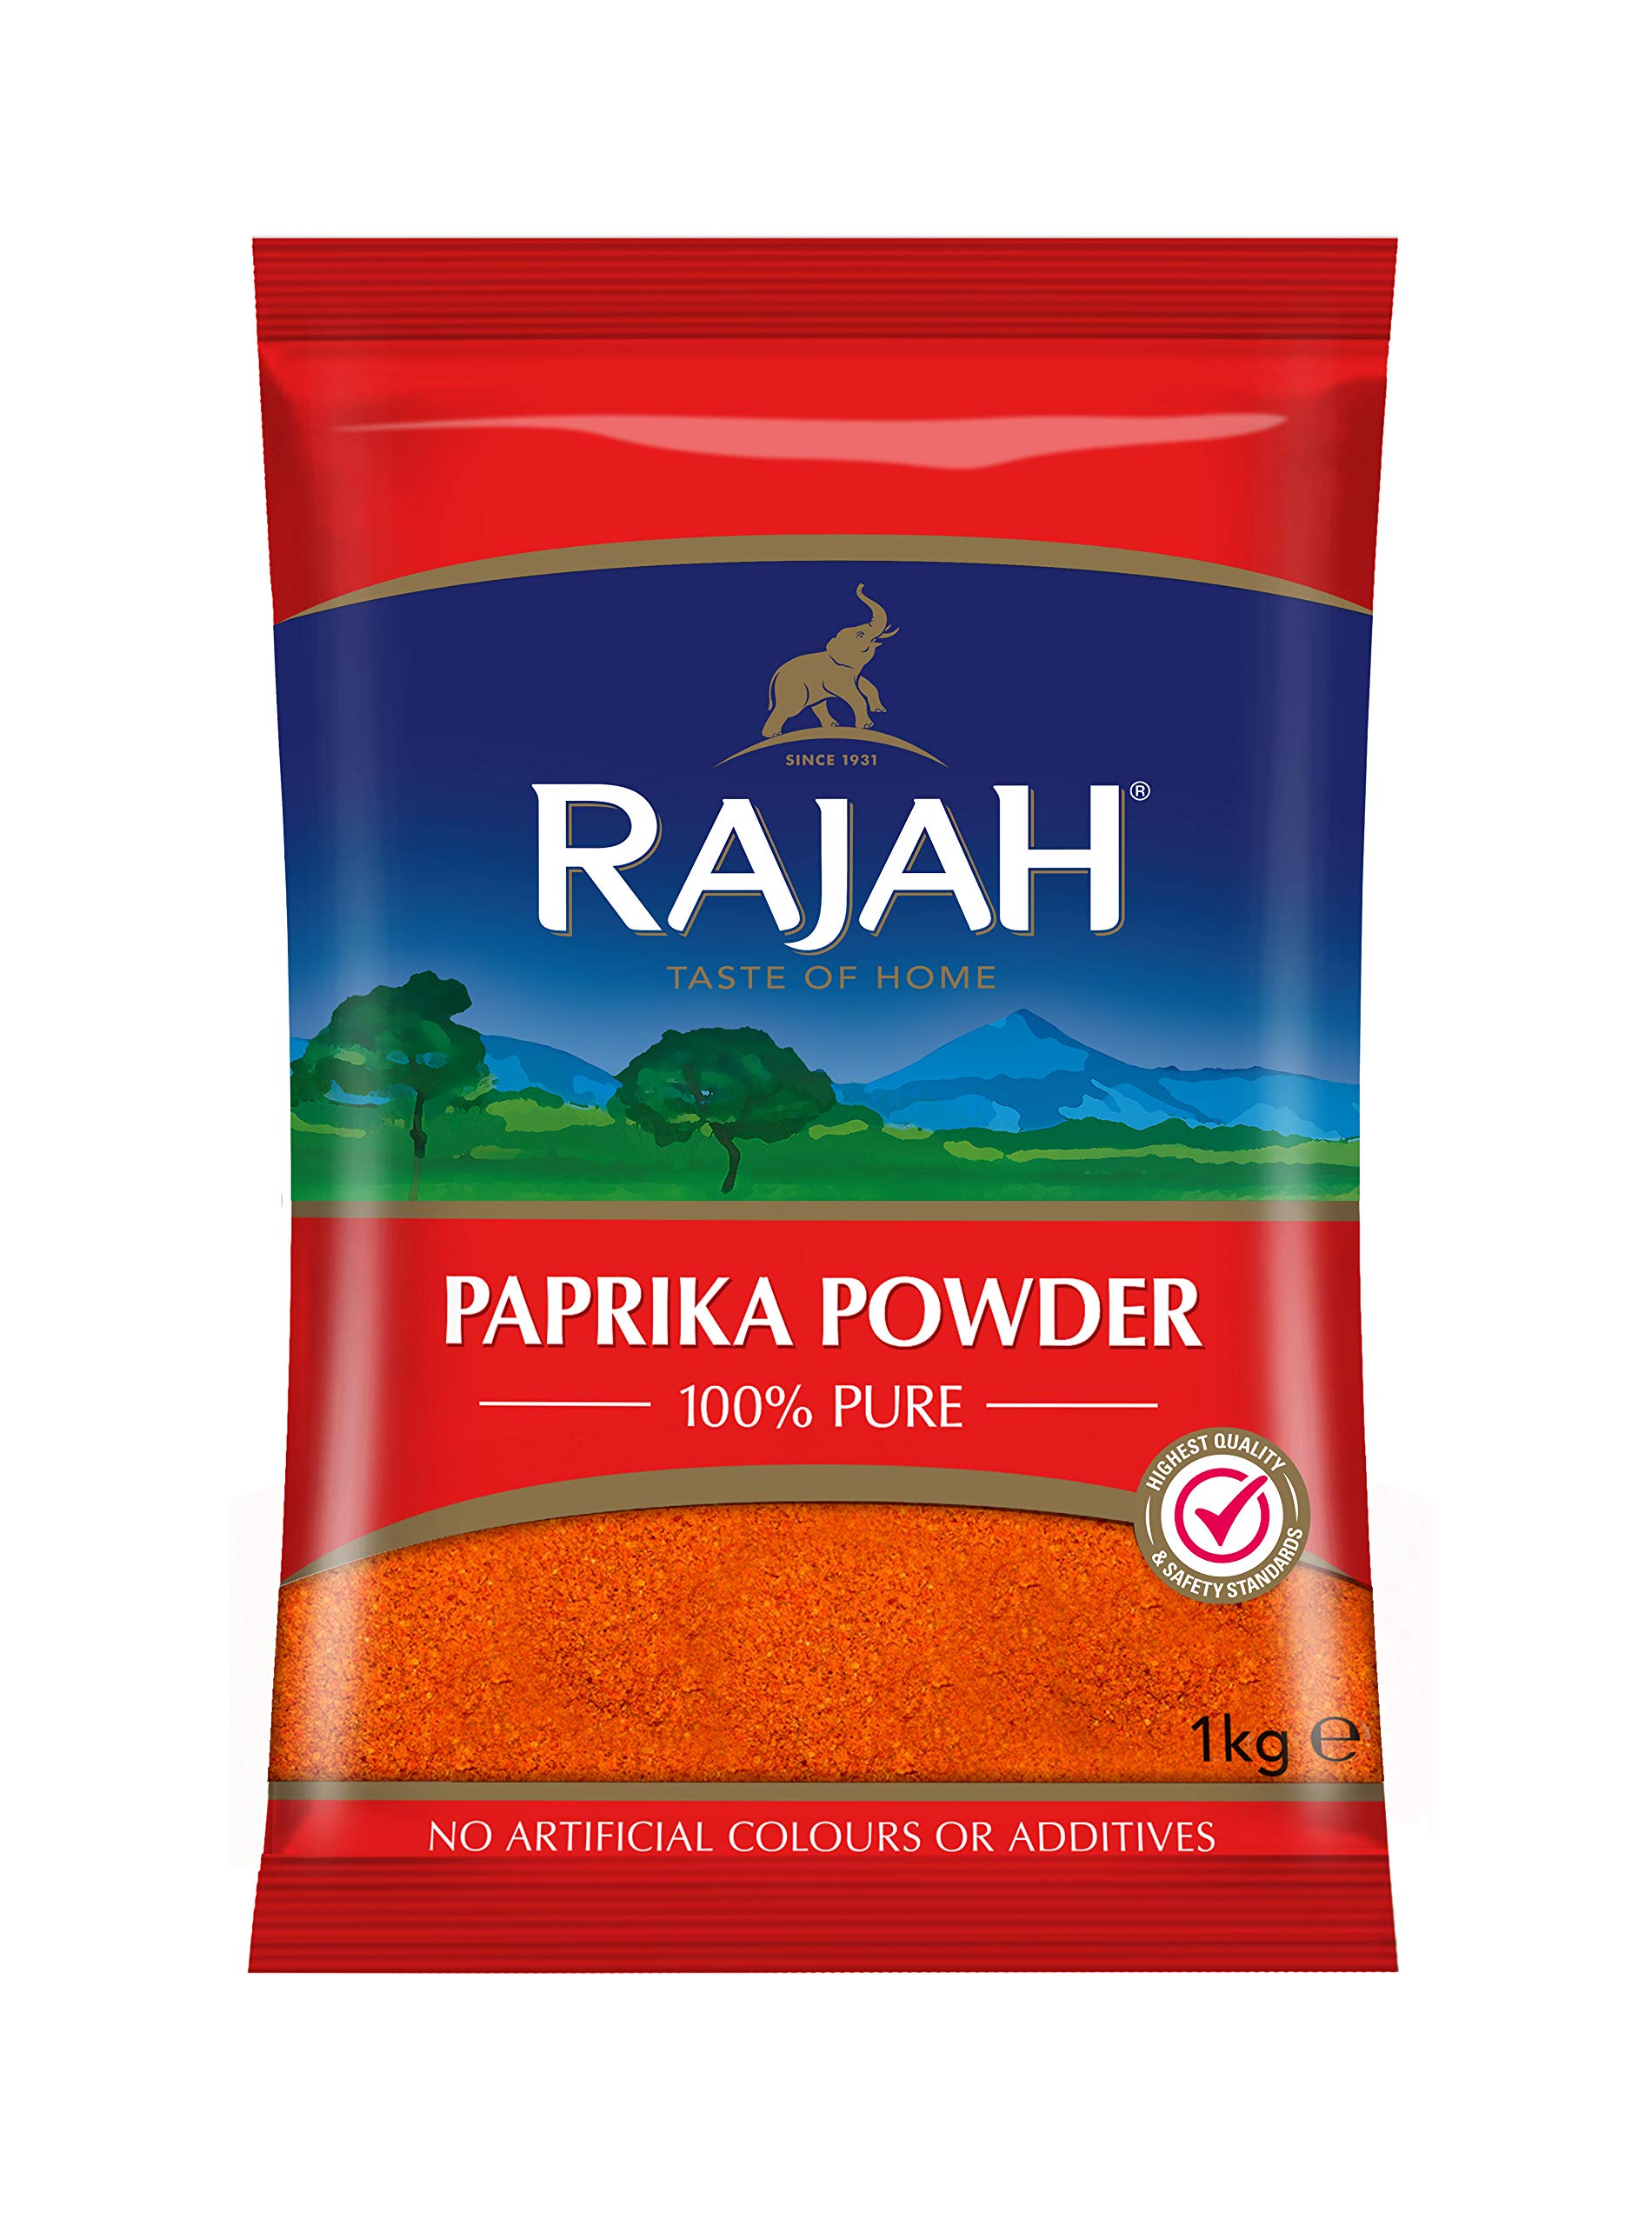 SINCE 1931
RAJAH®
TASTE OF HOME
PAPRIKA POWDER
100% PURE
HIGHEST QUALITY
& SAFETY STANDARDS
1kg ℮
NO ARTIFICIAL COLOURS OR ADDITIVES